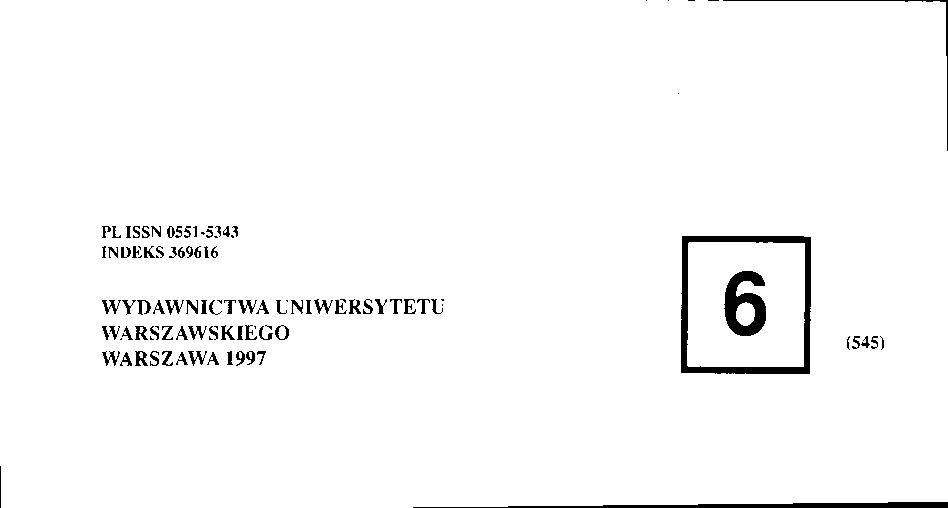 PL ISSN 0551-5343
INDEKS 369616
WYDAWNICTWA UNIWERSYTETU
WARSZAWSKIEGO
WARSZAWA 1997
6
(545)